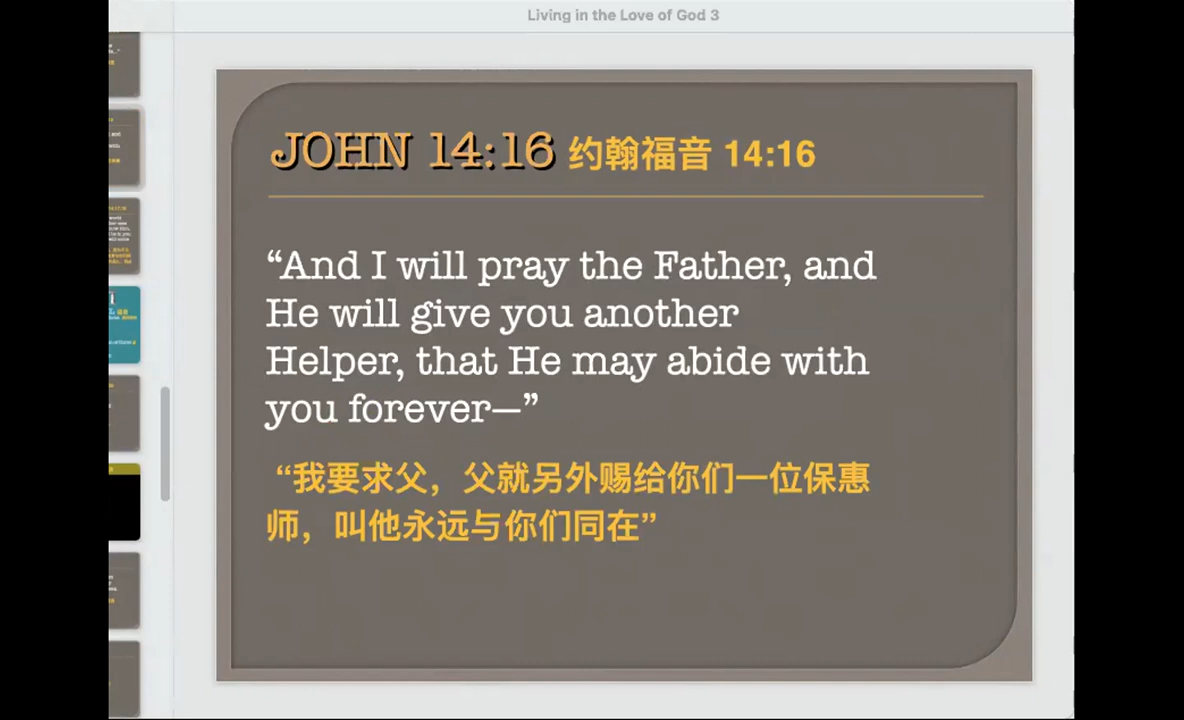 Living in the Love of God 3
JOHN 14:16 约翰福音 14:16
“And I will pray the Father, and
He will give you another
Helper, that He may abide with
you forever—”
“我要求父，父就另外赐给你们一位保惠
师，叫他永远与你们同在”